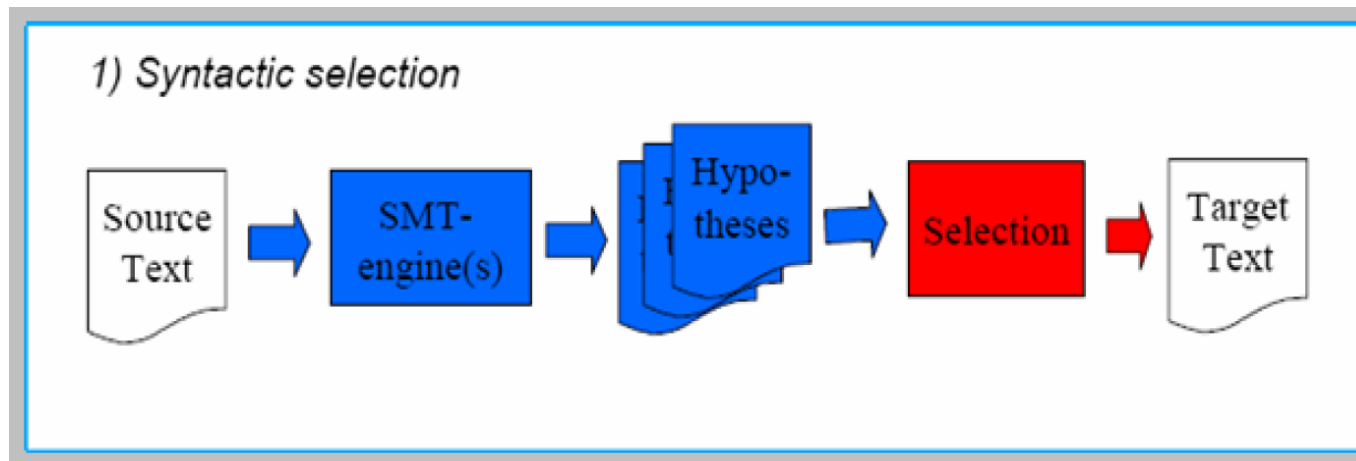 1) Syntactic selection
Source
Text
SMT-
engine(s)
Hypo-
theses
Selection
Target
Text